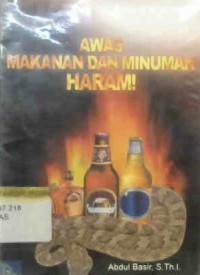 AWAS
MAKANAN DAN MINUMAN
HARAM!
Abdul Basir, S.Th.I.